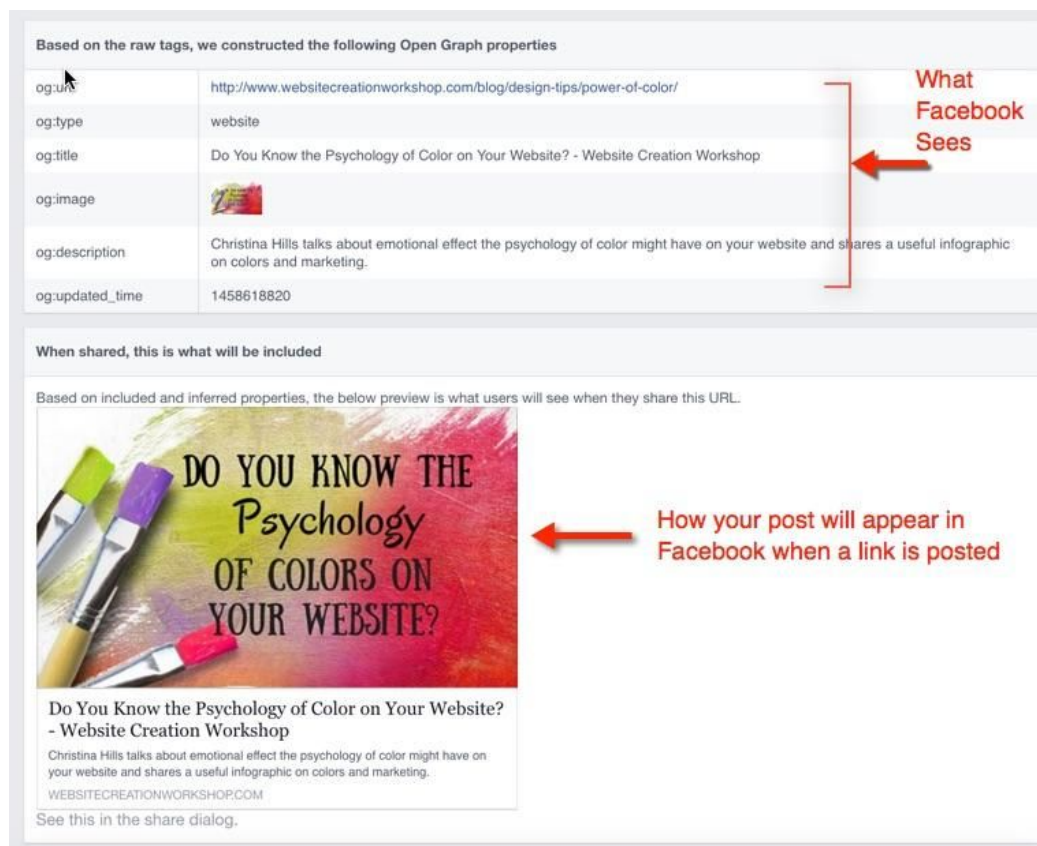 Based on the raw tags, we constructed the following Open Graph properties
og:url http://www.websitecreationworkshop.com/blog/design-tips/power-of-color/
og:type website
og:title Do You Know the Psychology of Color on Your Website? - Website Creation Workshop
og:image
og:description Christina Hills talks about emotional effect the psychology of color might have on your website and shares a useful infographic
on colors and marketing.
og:updated_time 1458618820
What
Facebook
Sees
When shared, this is what will be included
Based on included and inferred properties, the below preview is what users will see when they share this URL.
DO YOU KNOW THE
Psychology
OF COLORS ON
YOUR WEBSITE?
How your post will appear in
Facebook when a link is posted
Do You Know the Psychology of Color on Your Website?
- Website Creation Workshop
Christina Hills talks about emotional effect the psychology of color might have on
your website and shares a useful infographic on colors and marketing.
WEBSITECREATIONWORKSHOP.COM
See this in the share dialog.